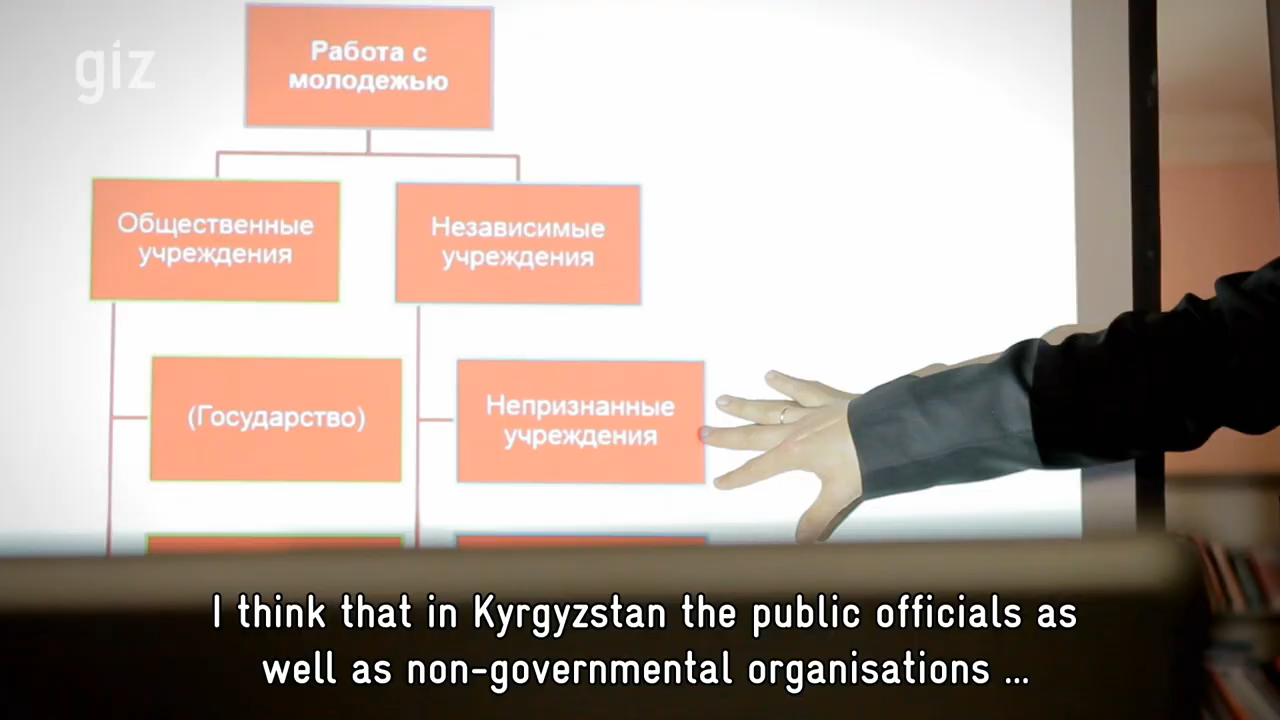 giz
Работа с
молодежью
Общественные
учреждения
Независимые
учреждения
(Государство)
Непризнанные
учреждения
I think that in Kyrgyzstan the public officials as
well as non-governmental organisations ...